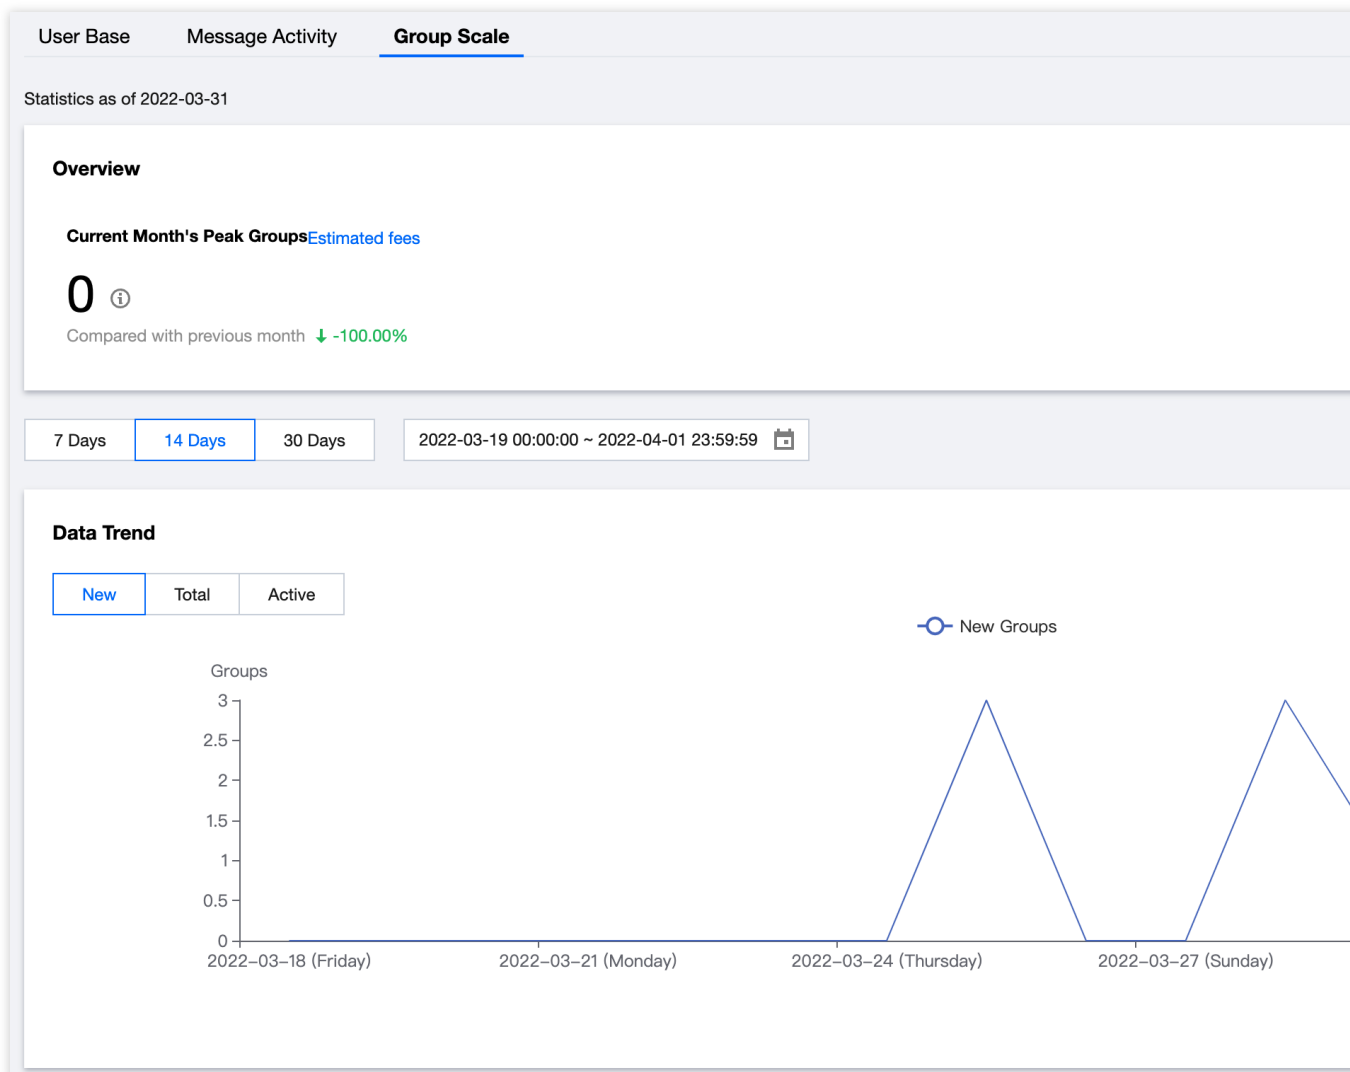 User Base Message Activity Group Scale
Statistics as of 2022-03-31
Overview
Current Month's Peak Groups Estimated fees
0
Compared with previous month -100.00%
7 Days 14 Days 30 Days 2022-03-19 00:00:00 ~ 2022-04-01 23:59:59
Data Trend
New Total Active
New Groups
Groups
3
2.5
2
1.5
1
0.5
0
2022-03-18 (Friday) 2022-03-21 (Monday) 2022-03-24 (Thursday) 2022-03-27 (Sunday)